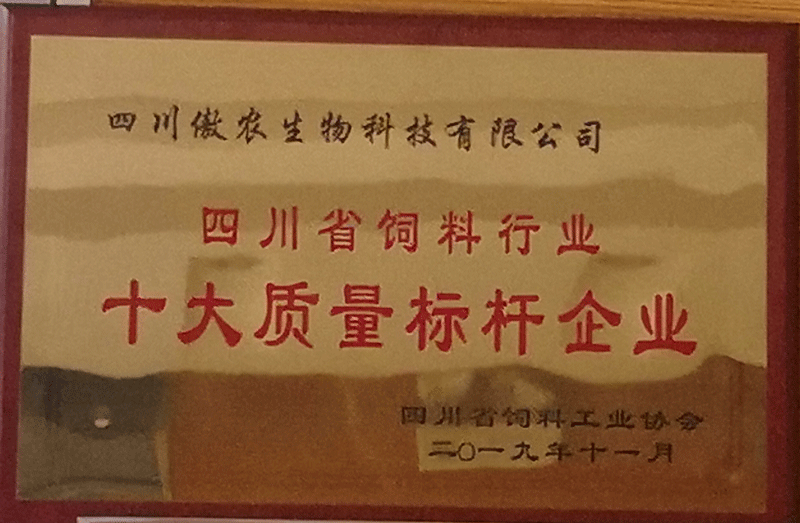 四川傲农生物科技有限公司
四川省饲料行业
十大质量标杆企业
四川省饲料工业协会
二〇一九年十一月